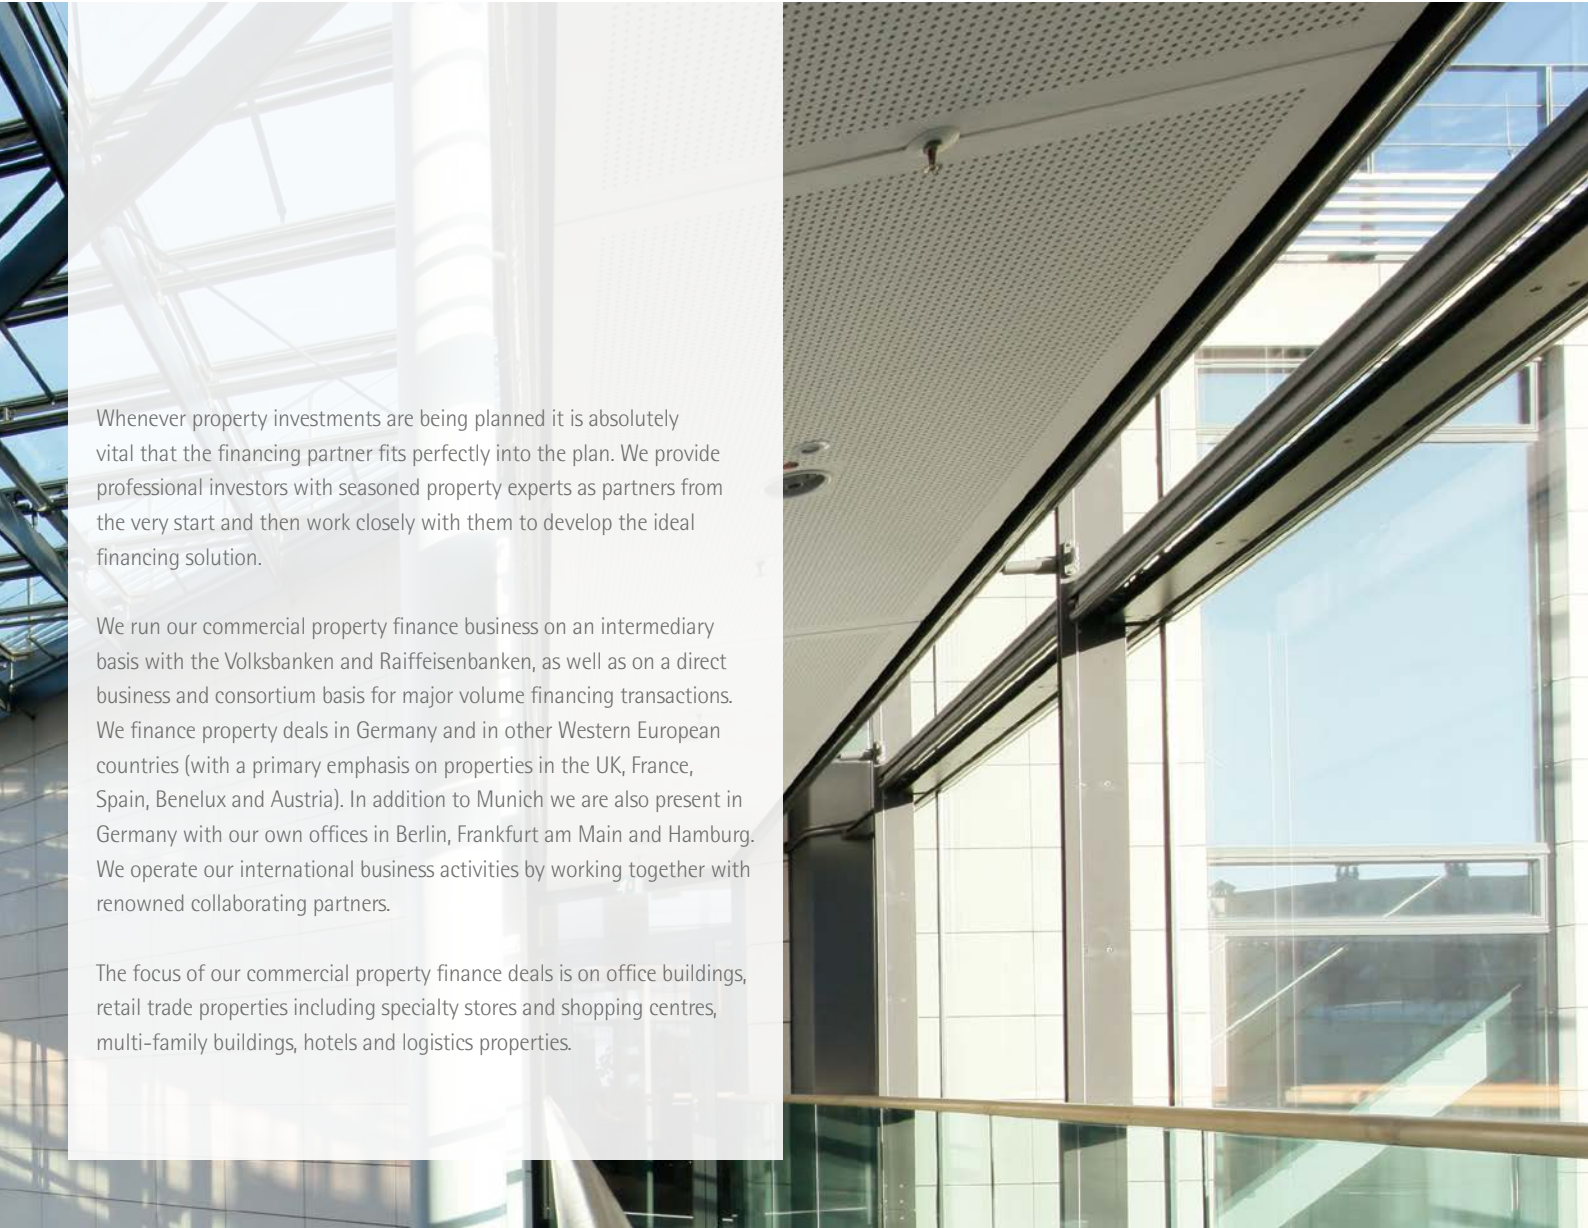 Whenever property investments are being planned it is absolutely
vital that the financing partner fits perfectly into the plan. We provide
professional investors with seasoned property experts as partners from
the very start and then work closely with them to develop the ideal
financing solution.
We run our commercial property finance business on an intermediary
basis with the Volksbanken and Raiffeisenbanken, as well as on a direct
business and consortium basis for major volume financing transactions.
We finance property deals in Germany and in other Western European
countries (with a primary emphasis on properties in the UK, France,
Spain, Benelux and Austria). In addition to Munich we are also present in
Germany with our own offices in Berlin, Frankfurt am Main and Hamburg.
We operate our international business activities by working together with
renowned collaborating partners.
The focus of our commercial property finance deals is on office buildings,
retail trade properties including specialty stores and shopping centres,
multi-family buildings, hotels and logistics properties.